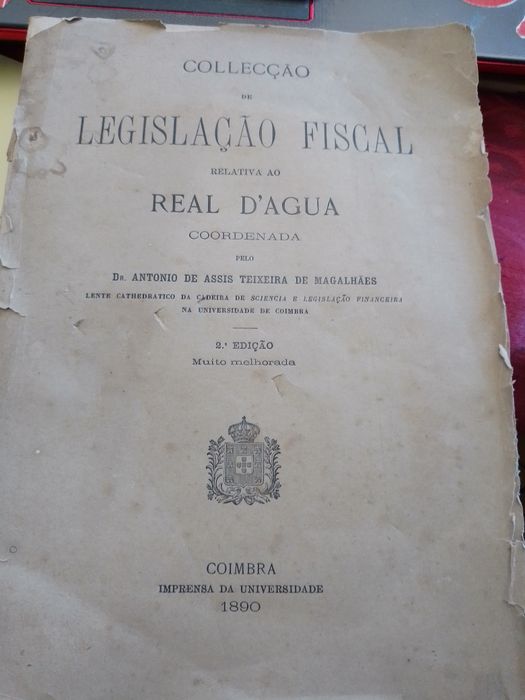 COLLECÇÃO
DE
LEGISLAÇÃO FISCAL
RELATIVA AO
REAL D'AGUA
COORDENADA
PELO
DR. ANTONIO DE ASSIS TEIXEIRA DE MAGALHÃES
LENTE CATHEDRATICO DA CADEIRA DE SCIENCIA E LEGISLAÇÃO FINANCEIRA
NA UNIVERSIDADE DE COIMBRA
2.ª EDIÇÃO
Muito melhorada
COIMBRA
IMPRENSA DA UNIVERSIDADE
1890